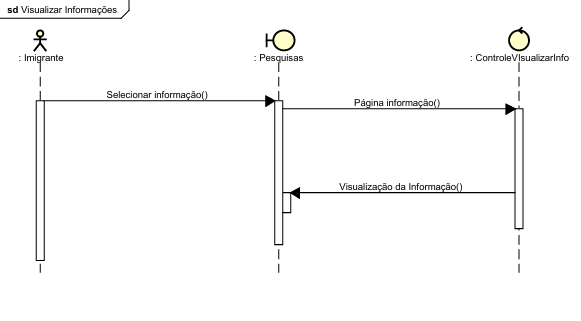 sd Visualizar Informações
: Imigrante
: Pesquisas
: ControleVIsualizarInfo
Selecionar informação()
Página informação()
Visualização da Informação()